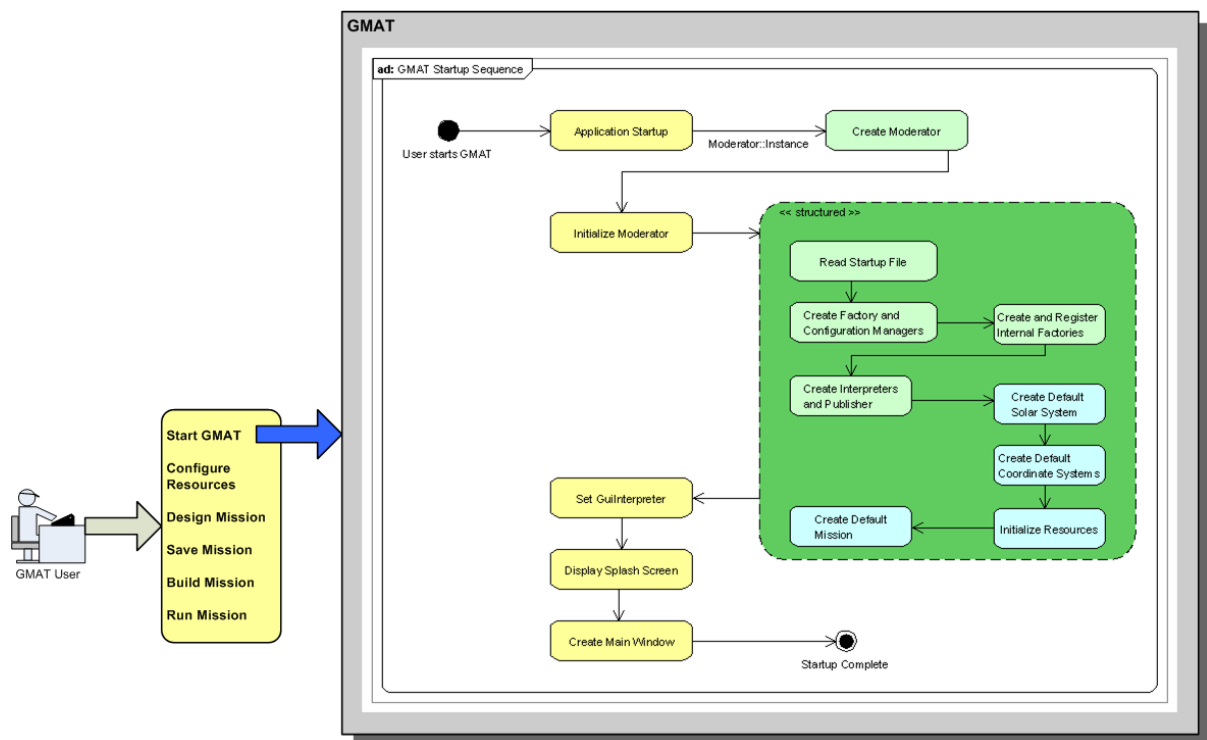 GMAT
ad: GMAT Startup Sequence
User starts GMAT
Application Startup
Moderator::Instance
Create Moderator
Initialize Moderator
<< structured >>
Read Startup File
Create Factory and
Configuration Managers
Create and Register
Internal Factories
Create Interpreters
and Publisher
Create Default
Solar System
Create Default
Coordinate Systems
Initialize Resources
Create Default
Mission
Set GuiInterpreter
Display Splash Screen
Create Main Window
Startup Complete
Start GMAT
Configure
Resources
Design Mission
Save Mission
Build Mission
Run Mission
GMAT User